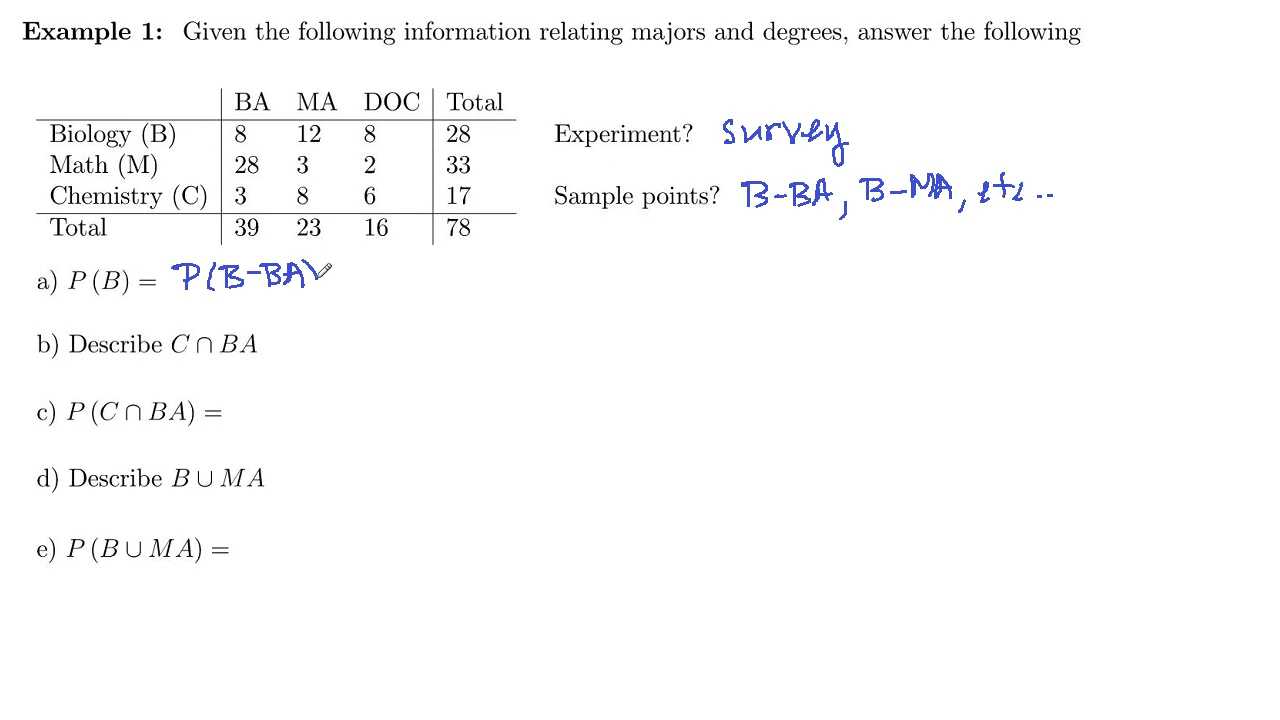 Example 1: Given the following information relating majors and degrees, answer the following
BA MA DOC Total
Biology (B) 8 12 8 28
Experiment? survey
Math (M) 28 3 2 33
Chemistry (C) 3 8 6 17
Sample points? B-BA, B-MA, etc..
Total 39 23 16 78
a) P (B) = P(B-BA)
b) Describe C ∩ BA
c) P (C ∩ BA) =
d) Describe B ∪ MA
e) P (B ∪ MA) =